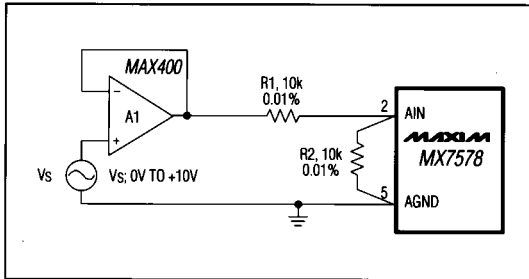 MAX400
−
A1
+
R1, 10k
0.01%
2
AIN
MAXIM
MX7578
R2, 10k
0.01%
VS
VS; 0V TO +10V
5
AGND